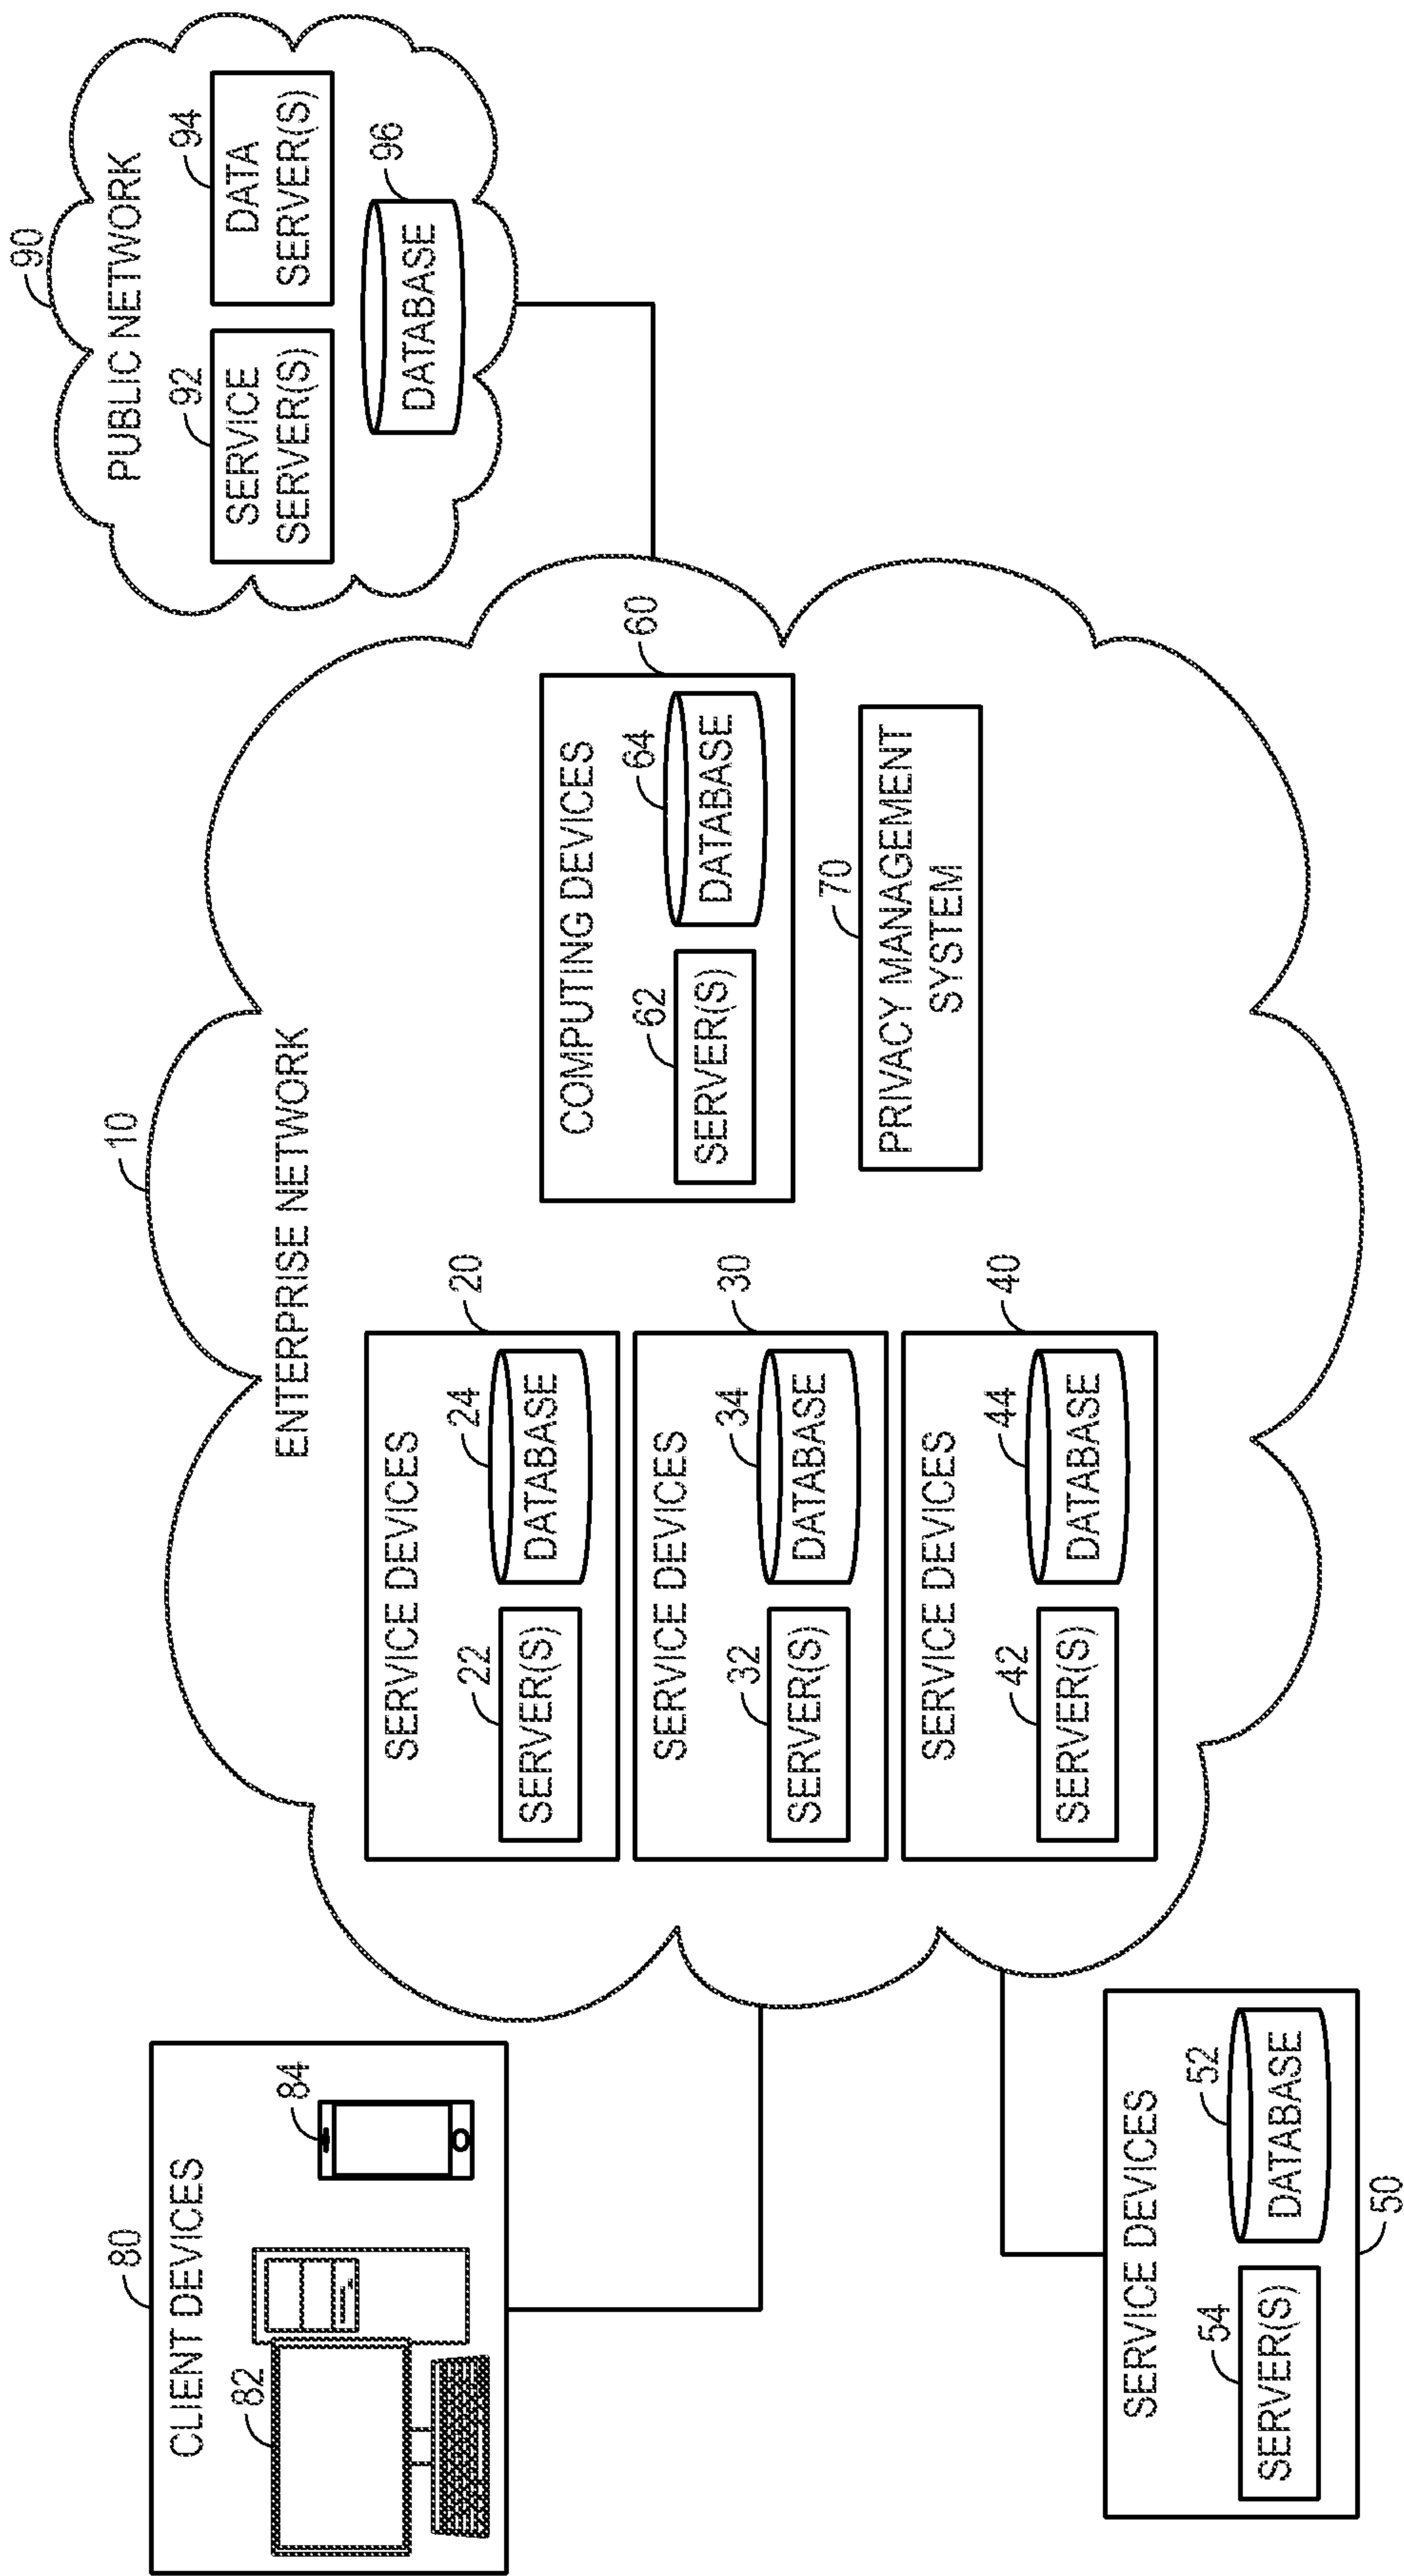 80
CLIENT DEVICES
82
84
10
ENTERPRISE NETWORK
90
PUBLIC NETWORK
92
SERVICE
SERVER(S)
94
DATA
SERVER(S)
96
DATABASE
SERVICE DEVICES
20
22
SERVER(S)
24
DATABASE
SERVICE DEVICES
30
32
SERVER(S)
34
DATABASE
SERVICE DEVICES
40
42
SERVER(S)
44
DATABASE
COMPUTING DEVICES
60
62
SERVER(S)
64
DATABASE
70
PRIVACY MANAGEMENT
SYSTEM
SERVICE DEVICES
54
SERVER(S)
52
DATABASE
50